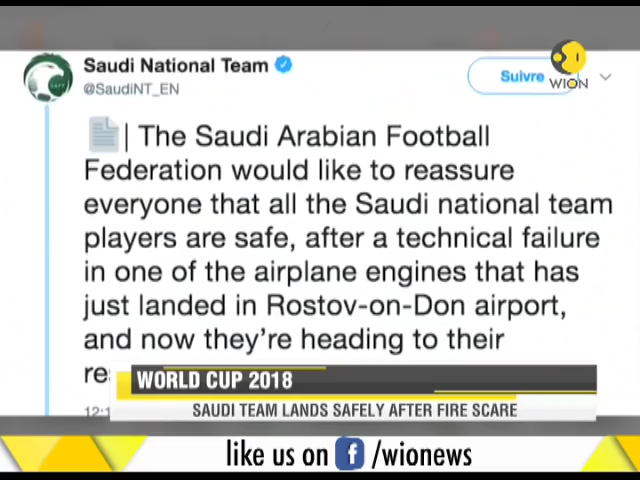 Saudi National Team
@SaudiNT_EN
Suivre
WION
| The Saudi Arabian Football
Federation would like to reassure
everyone that all the Saudi national team
players are safe, after a technical failure
in one of the airplane engines that has
just landed in Rostov-on-Don airport,
and now they're heading to their
WORLD CUP 2018
SAUDI TEAM LANDS SAFELY AFTER FIRE SCARE
like us on f /wionews